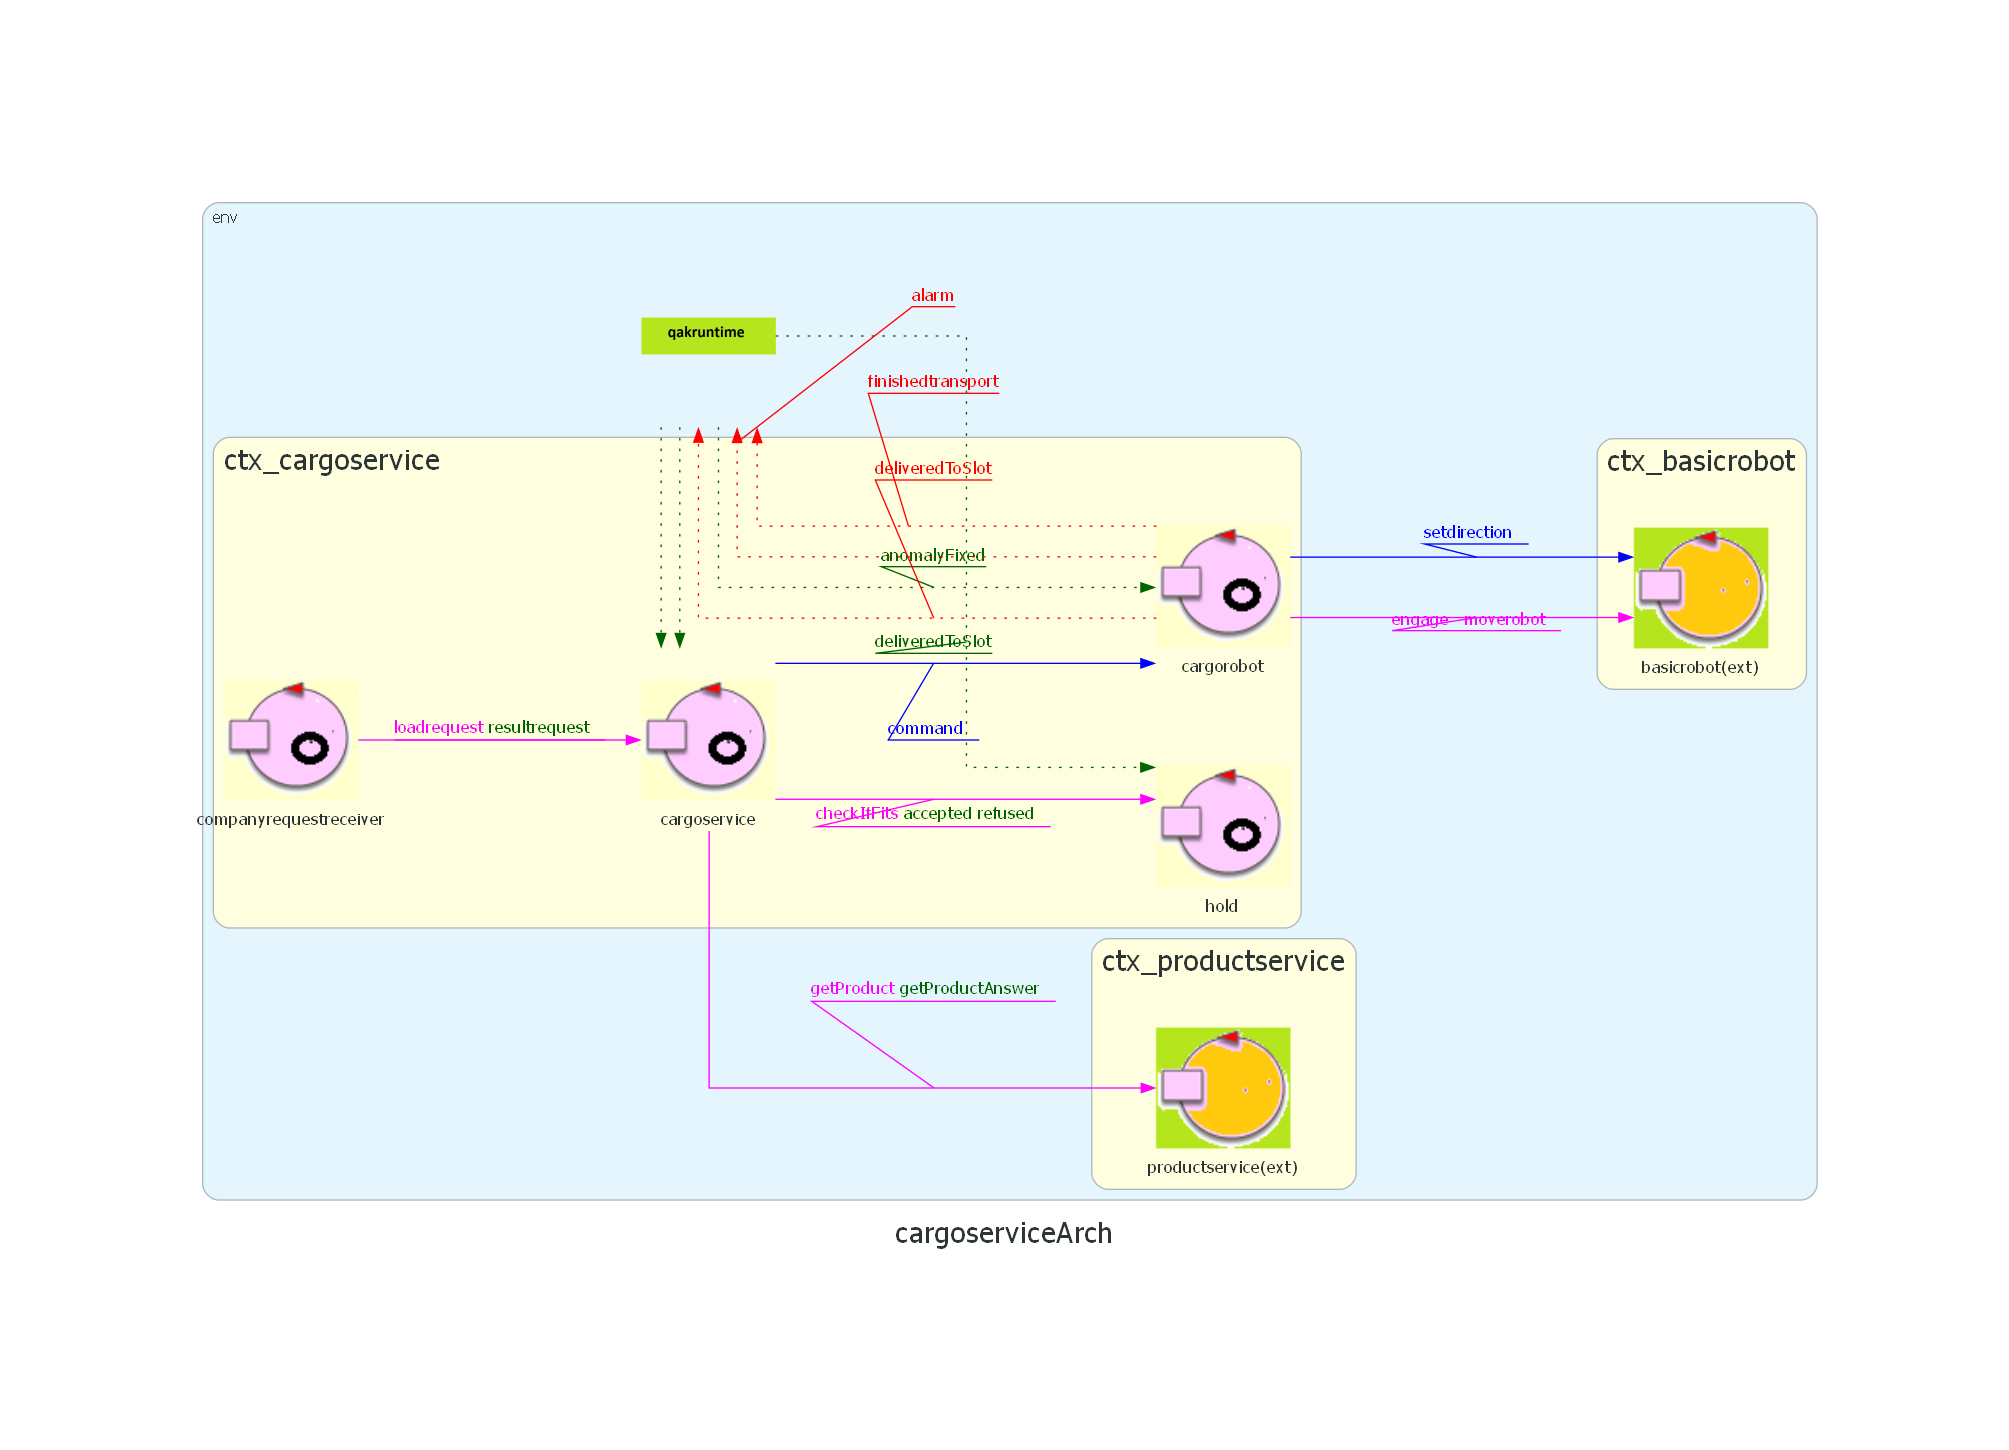 env
alarm
qakruntime
finishedtransport
ctx_cargoservice
ctx_basicrobot
deliveredToSlot
setdirection
anomalyFixed
engage moverobot
deliveredToSlot
cargorobot
basicrobot(ext)
loadrequest resultrequest
command
companyrequestreceiver
cargoservice
checkItFits accepted refused
hold
ctx_productservice
getProduct getProductAnswer
productservice(ext)
cargoserviceArch